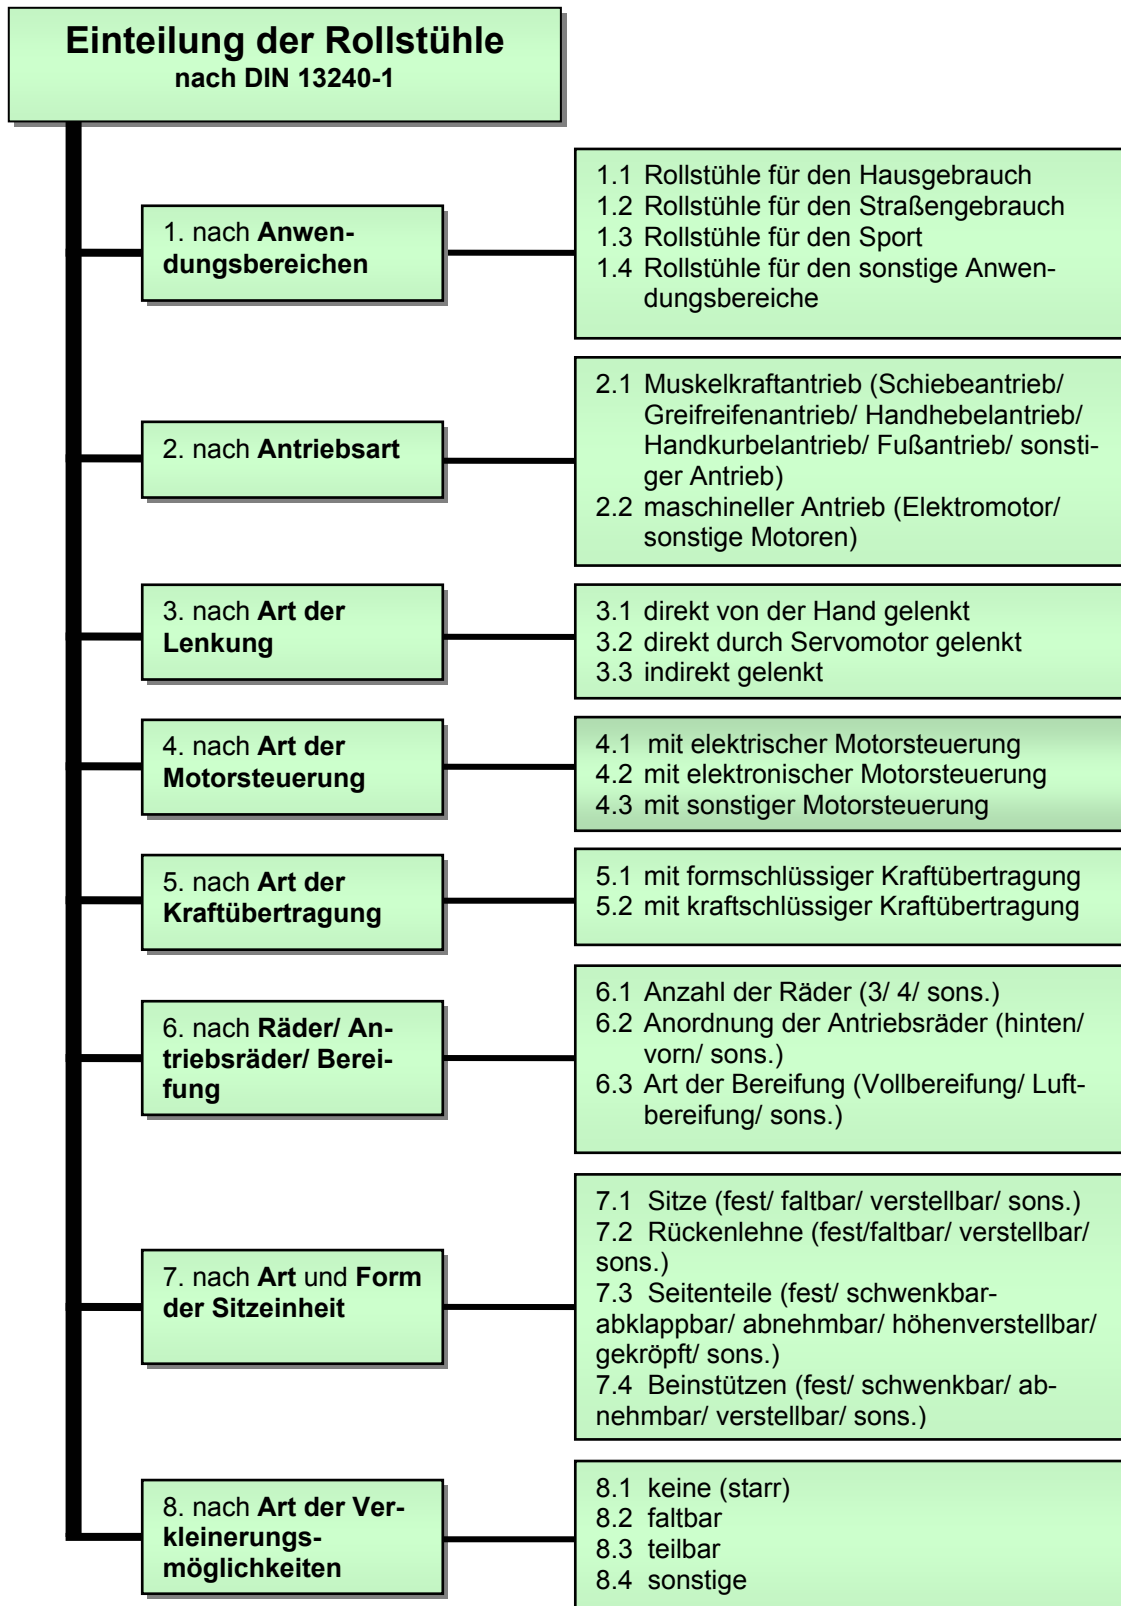 Einteilung der Rollstühle
nach DIN 13240-1
1. nach Anwen-
dungsbereichen
1.1 Rollstühle für den Hausgebrauch
1.2 Rollstühle für den Straßengebrauch
1.3 Rollstühle für den Sport
1.4 Rollstühle für den sonstige Anwen-
dungsbereiche
2. nach Antriebsart
2.1 Muskelkraftantrieb (Schiebeantrieb/
Greifreifenantrieb/ Handhebelantrieb/
Handkurbelantrieb/ Fußantrieb/ sonsti-
ger Antrieb)
2.2 maschineller Antrieb (Elektromotor/
sonstige Motoren)
3. nach Art der
Lenkung
3.1 direkt von der Hand gelenkt
3.2 direkt durch Servomotor gelenkt
3.3 indirekt gelenkt
4. nach Art der
Motorsteuerung
4.1 mit elektrischer Motorsteuerung
4.2 mit elektronischer Motorsteuerung
4.3 mit sonstiger Motorsteuerung
5. nach Art der
Kraftübertragung
5.1 mit formschlüssiger Kraftübertragung
5.2 mit kraftschlüssiger Kraftübertragung
6. nach Räder/ An-
triebsräder/ Berei-
fung
6.1 Anzahl der Räder (3/ 4/ sons.)
6.2 Anordnung der Antriebsräder (hinten/
vorn/ sons.)
6.3 Art der Bereifung (Vollbereifung/ Luft-
bereifung/ sons.)
7. nach Art und Form
der Sitzeinheit
7.1 Sitze (fest/ faltbar/ verstellbar/ sons.)
7.2 Rückenlehne (fest/faltbar/ verstellbar/
sons.)
7.3 Seitenteile (fest/ schwenkbar-
abklappbar/ abnehmbar/ höhenverstellbar/
gekröpft/ sons.)
7.4 Beinstützen (fest/ schwenkbar/ ab-
nehmbar/ verstellbar/ sons.)
8. nach Art der Ver-
kleinerungs-
möglichkeiten
8.1 keine (starr)
8.2 faltbar
8.3 teilbar
8.4 sonstige